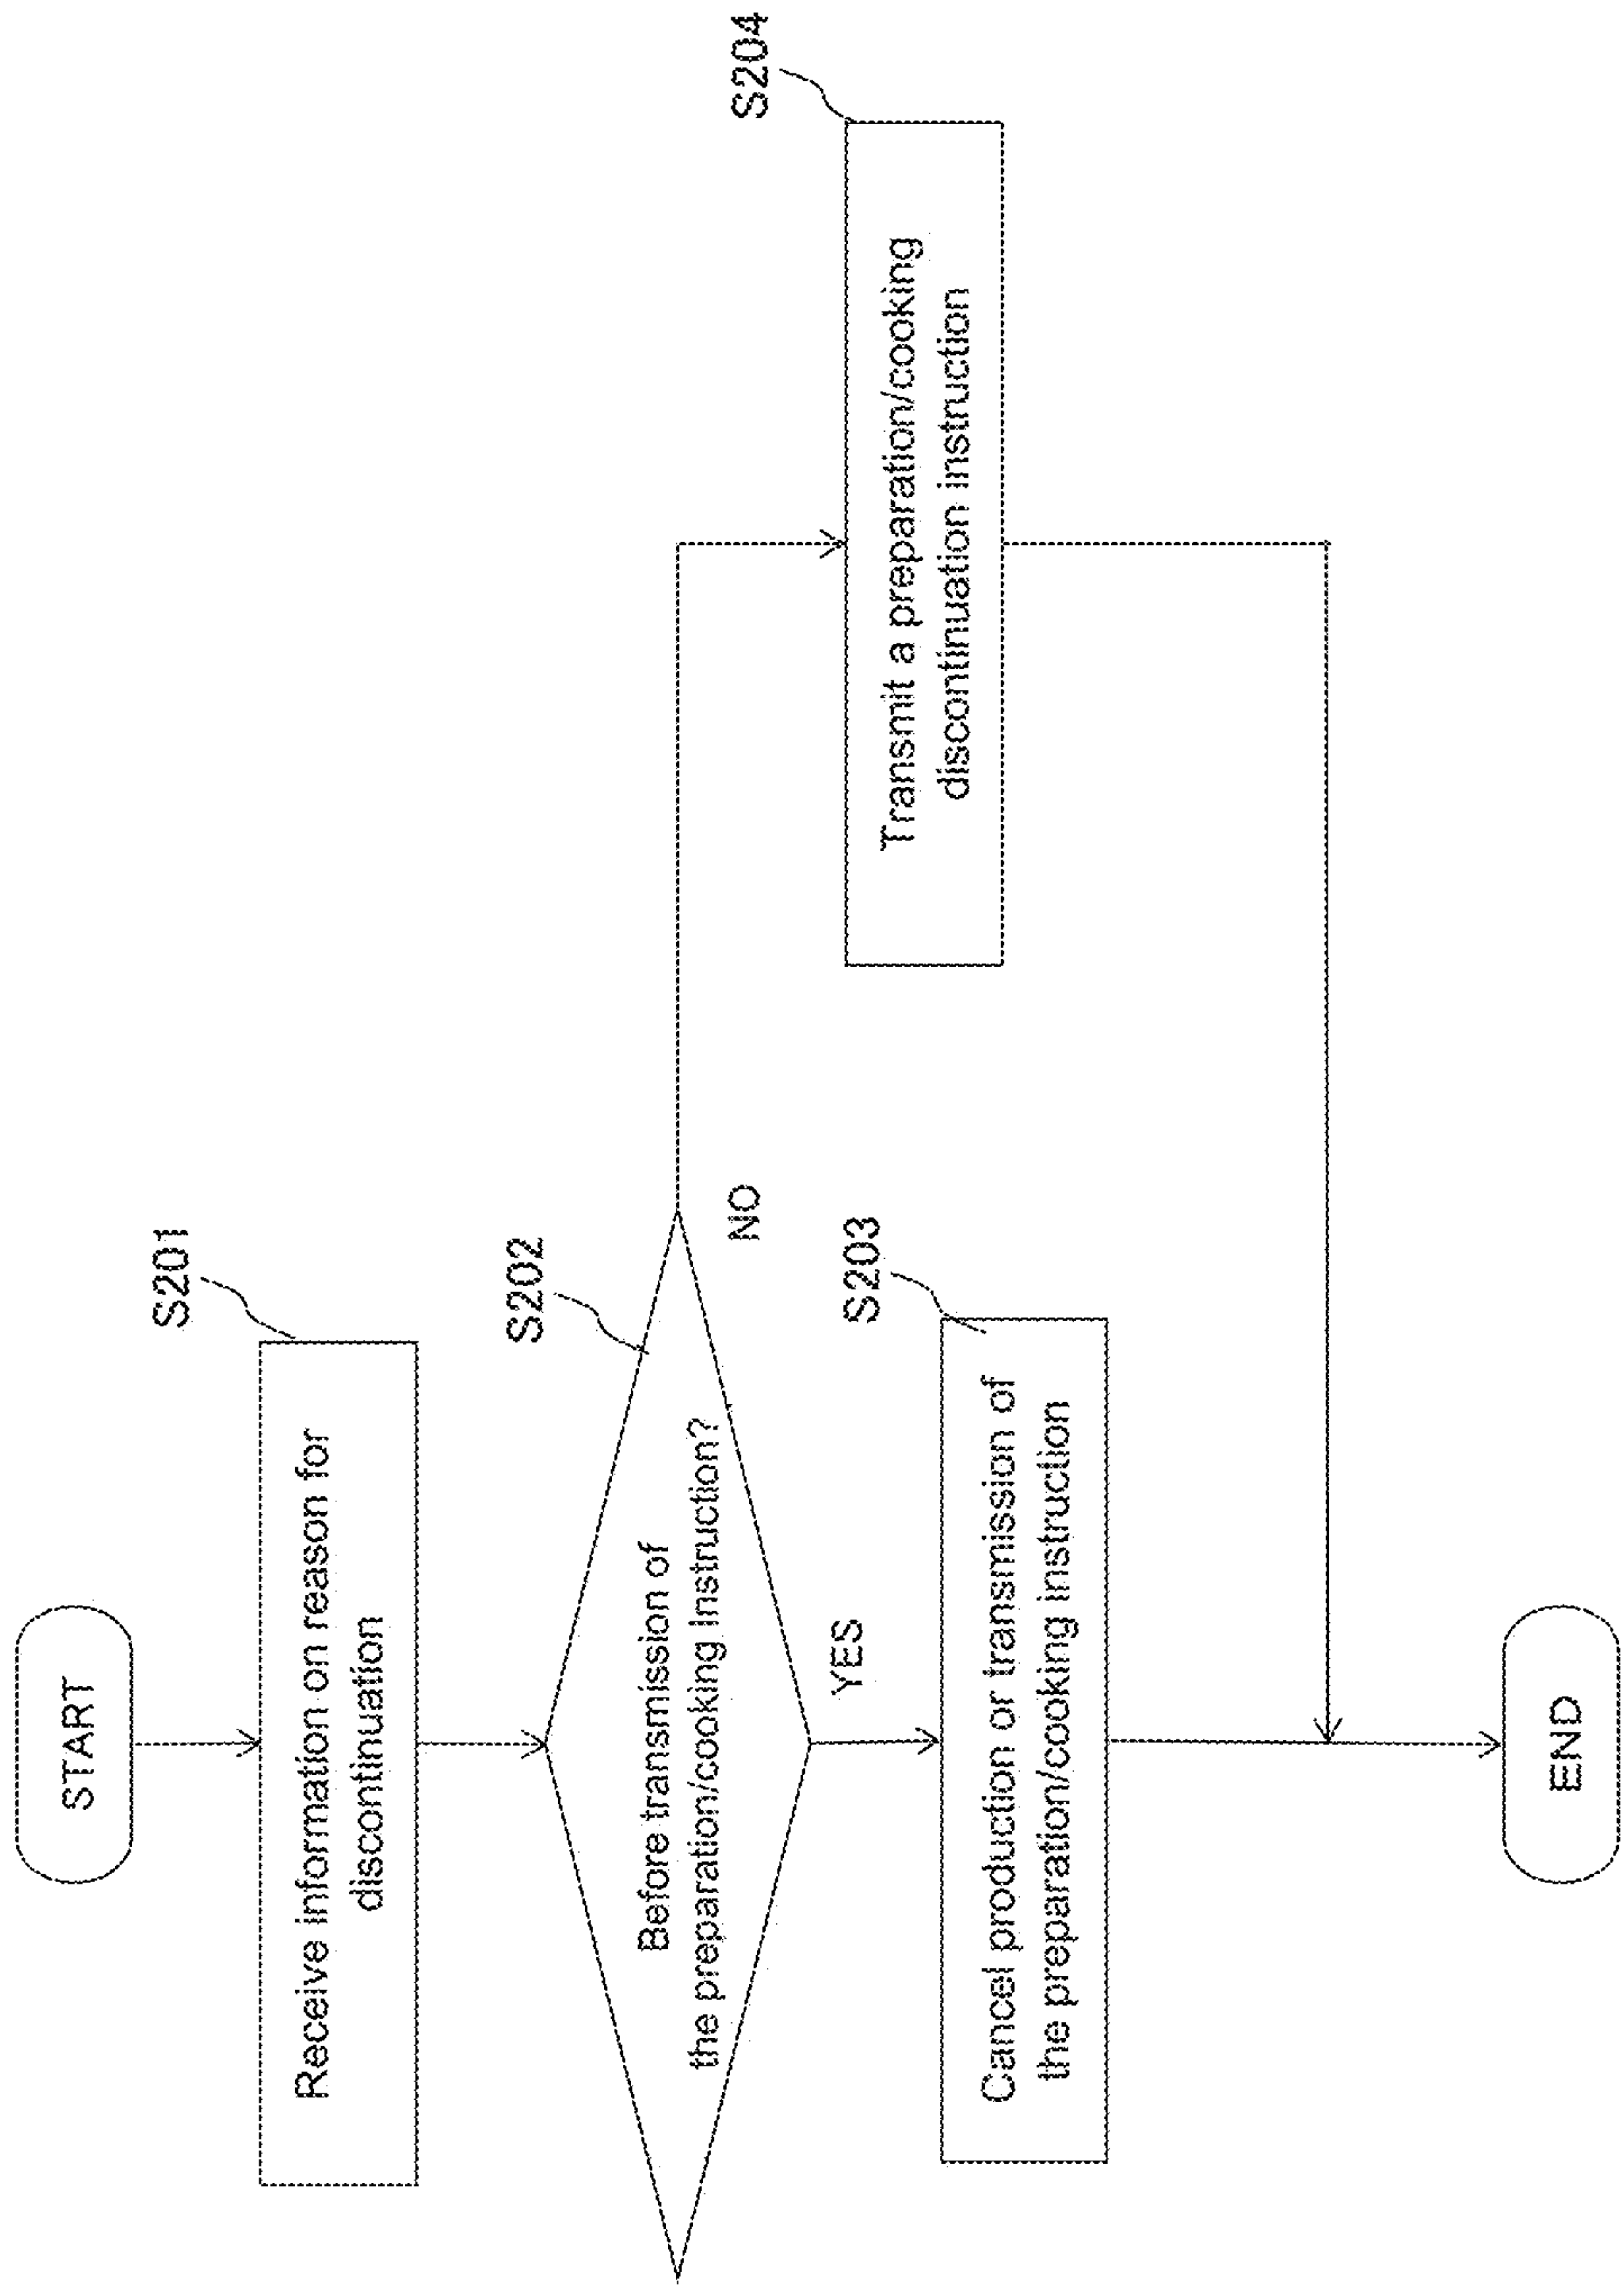 START
S201
Receive information on reason for
discontinuation
S202
Before transmission of
the preparation/cooking Instruction?
NO
YES
S203
Cancel production or transmission of
the preparation/cooking instruction
S204
Transmit a preparation/cooking
discontinuation instruction
END